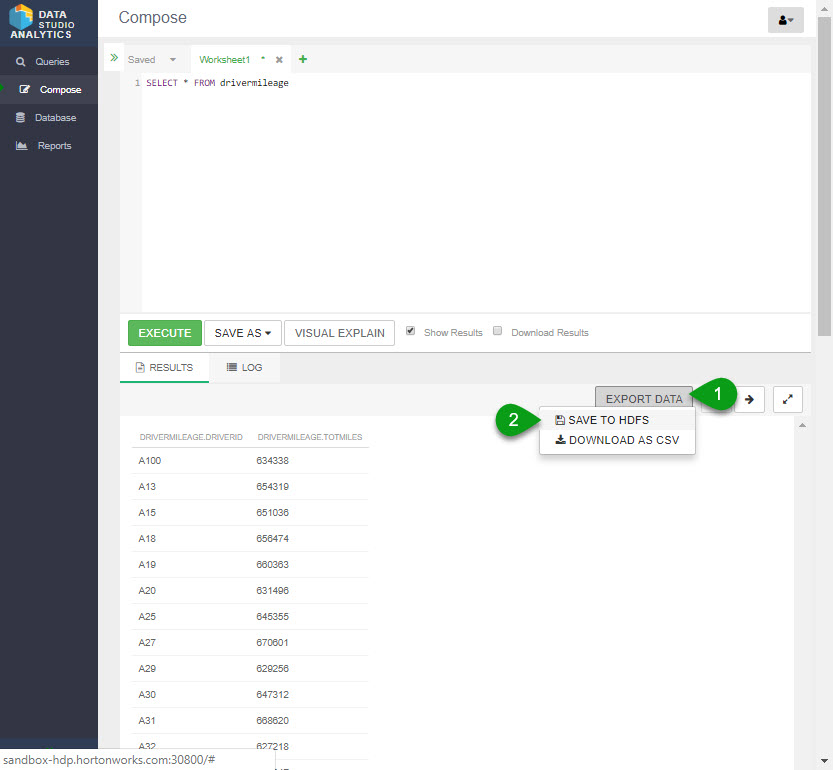 DATA
STUDIO
ANALYTICS
Compose
Queries
Compose
Database
Reports
Saved
Worksheet1 *
1 SELECT * FROM drivermileage
EXECUTE SAVE AS VISUAL EXPLAIN Show Results Download Results
RESULTS LOG
EXPORT DATA 1
2 SAVE TO HDFS
DOWNLOAD AS CSV
DRIVERMILEAGE.DRIVERID DRIVERMILEAGE.TOTMILES
A100 634338
A13 654319
A15 651036
A18 656474
A19 660363
A20 631496
A25 645355
A27 670601
A29 629256
A30 647312
A31 668620
A32 627218
sandbox-hdp.hortonworks.com:30800/#